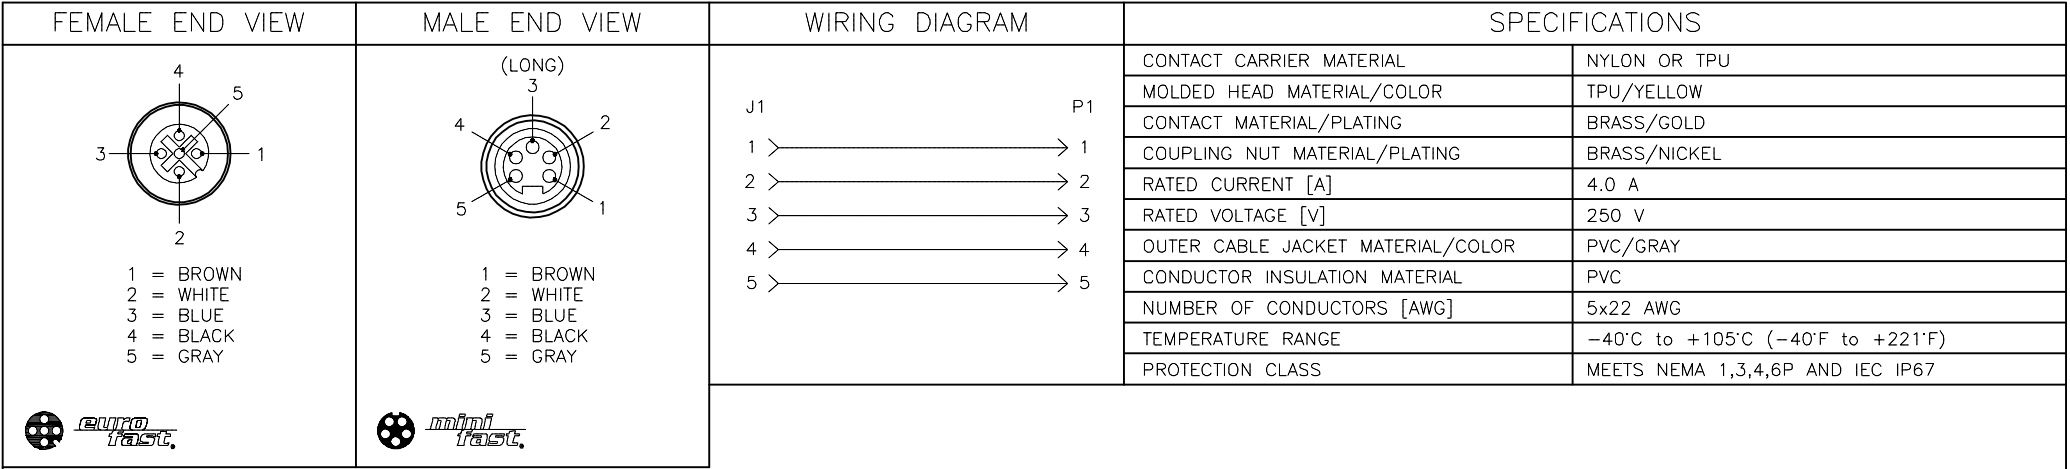 FEMALE END VIEW
4
5
3
1
2
1 = BROWN
2 = WHITE
3 = BLUE
4 = BLACK
5 = GRAY
euro
fast.
MALE END VIEW
(LONG)
3
4
2
5
1
1 = BROWN
2 = WHITE
3 = BLUE
4 = BLACK
5 = GRAY
mini
fast.
WIRING DIAGRAM
J1 P1
1 1
2 2
3 3
4 4
5 5
SPECIFICATIONS
CONTACT CARRIER MATERIAL NYLON OR TPU
MOLDED HEAD MATERIAL/COLOR TPU/YELLOW
CONTACT MATERIAL/PLATING BRASS/GOLD
COUPLING NUT MATERIAL/PLATING BRASS/NICKEL
RATED CURRENT [A] 4.0 A
RATED VOLTAGE [V] 250 V
OUTER CABLE JACKET MATERIAL/COLOR PVC/GRAY
CONDUCTOR INSULATION MATERIAL PVC
NUMBER OF CONDUCTORS [AWG] 5x22 AWG
TEMPERATURE RANGE -40°C to +105°C (-40°F to +221°F)
PROTECTION CLASS MEETS NEMA 1,3,4,6P AND IEC IP67